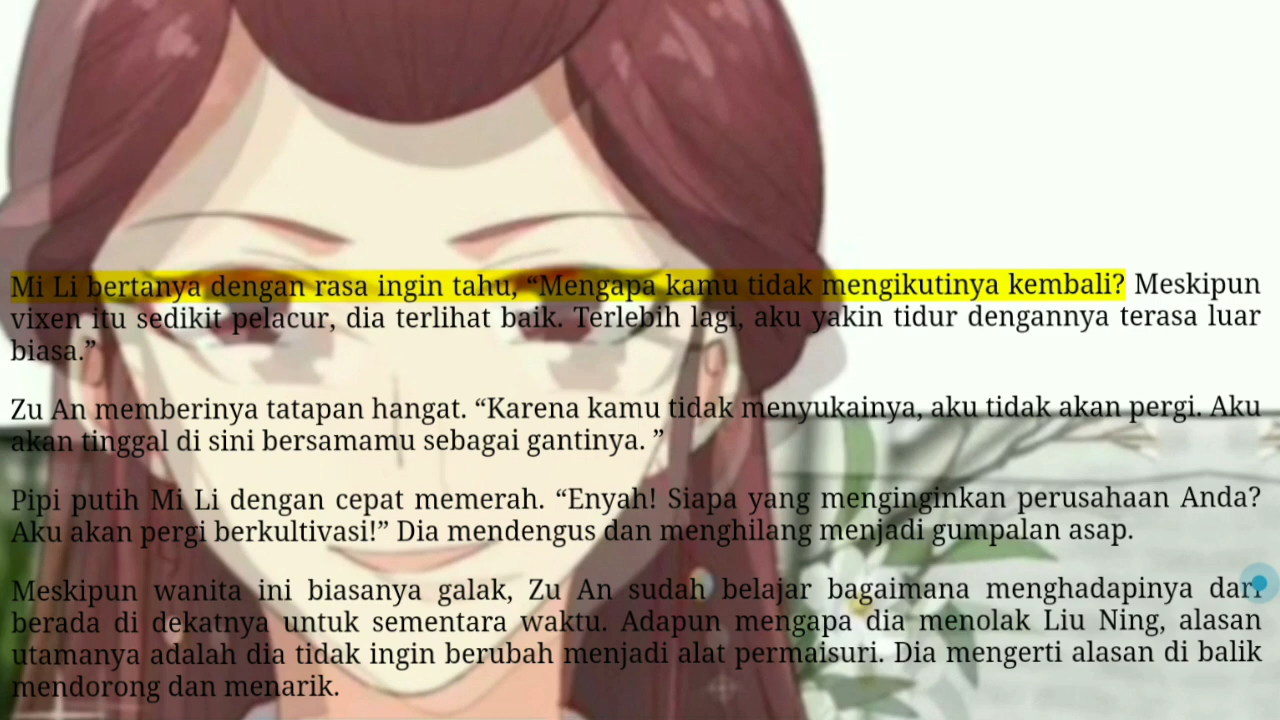 Mi Li bertanya dengan rasa ingin tahu, “Mengapa kamu tidak mengikutinya kembali? Meskipun
vixen itu sedikit pelacur, dia terlihat baik. Terlebih lagi, aku yakin tidur dengannya terasa luar
biasa.”
Zu An memberinya tatapan hangat. “Karena kamu tidak menyukainya, aku tidak akan pergi. Aku
akan tinggal di sini bersamamu sebagai gantinya. ”
Pipi putih Mi Li dengan cepat memerah. “Enyah! Siapa yang menginginkan perusahaan Anda?
Aku akan pergi berkultivasi!” Dia mendengus dan menghilang menjadi gumpalan asap.
Meskipun wanita ini biasanya galak, Zu An sudah belajar bagaimana menghadapinya dari
berada di dekatnya untuk sementara waktu. Adapun mengapa dia menolak Liu Ning, alasan
utamanya adalah dia tidak ingin berubah menjadi alat permaisuri. Dia mengerti alasan di balik
mendorong dan menarik.